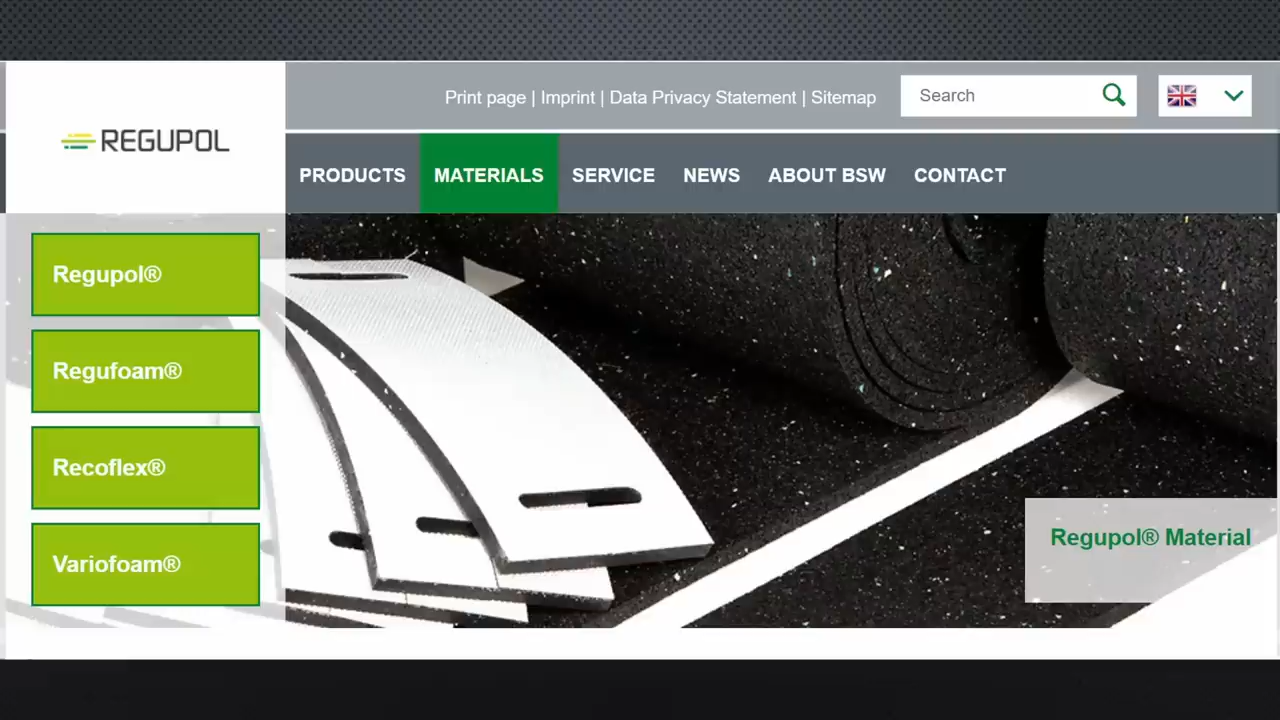 Print page | Imprint | Data Privacy Statement | Sitemap
Search
REGUPOL
PRODUCTS MATERIALS SERVICE NEWS ABOUT BSW CONTACT
Regupol®
Regufoam®
Recoflex®
Variofoam®
Regupol® Material